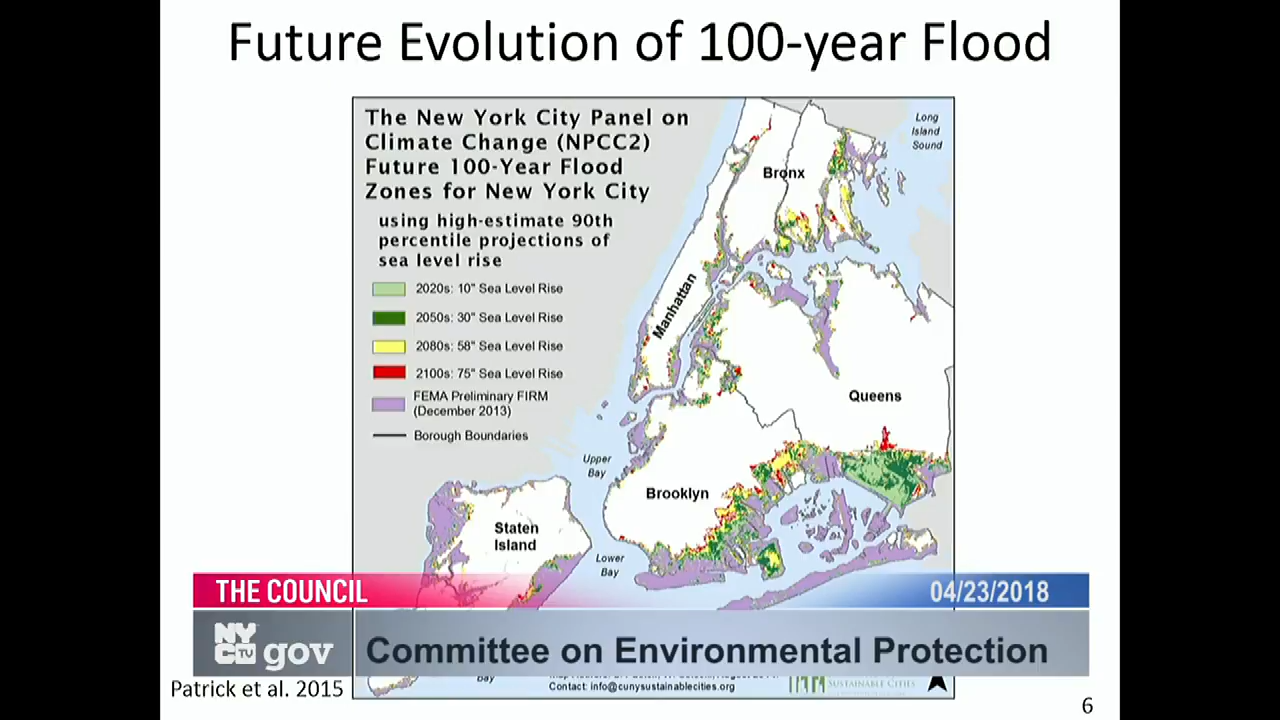 Future Evolution of 100-year Flood
The New York City Panel on
Climate Change (NPCC2)
Future 100-Year Flood
Zones for New York City
using high-estimate 90th
percentile projections of
sea level rise
2020s: 10" Sea Level Rise
2050s: 30" Sea Level Rise
2080s: 58" Sea Level Rise
2100s: 75" Sea Level Rise
FEMA Preliminary FIRM
(December 2013)
Borough Boundaries
Long
Island
Sound
Bronx
Manhattan
Queens
Upper
Bay
Brooklyn
Staten
Island
Lower
Bay
THE COUNCIL
04/23/2018
NYC TV gov
Committee on Environmental Protection
Bay
Contact: info@cunysustainablecities.org
SUSTAINABLE CITIES
Patrick et al. 2015
6